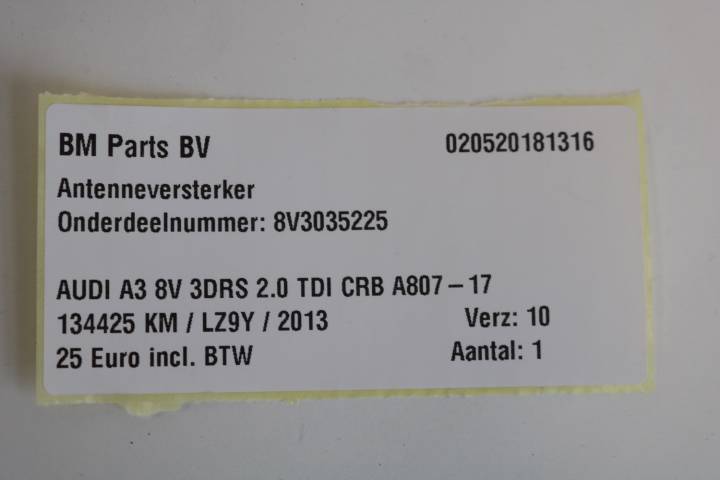 BM Parts BV 020520181316
Antenneversterker
Onderdeelnummer: 8V3035225
AUDI A3 8V 3DRS 2.0 TDI CRB A807-17
134425 KM / LZ9Y / 2013 Verz: 10
25 Euro incl. BTW Aantal: 1